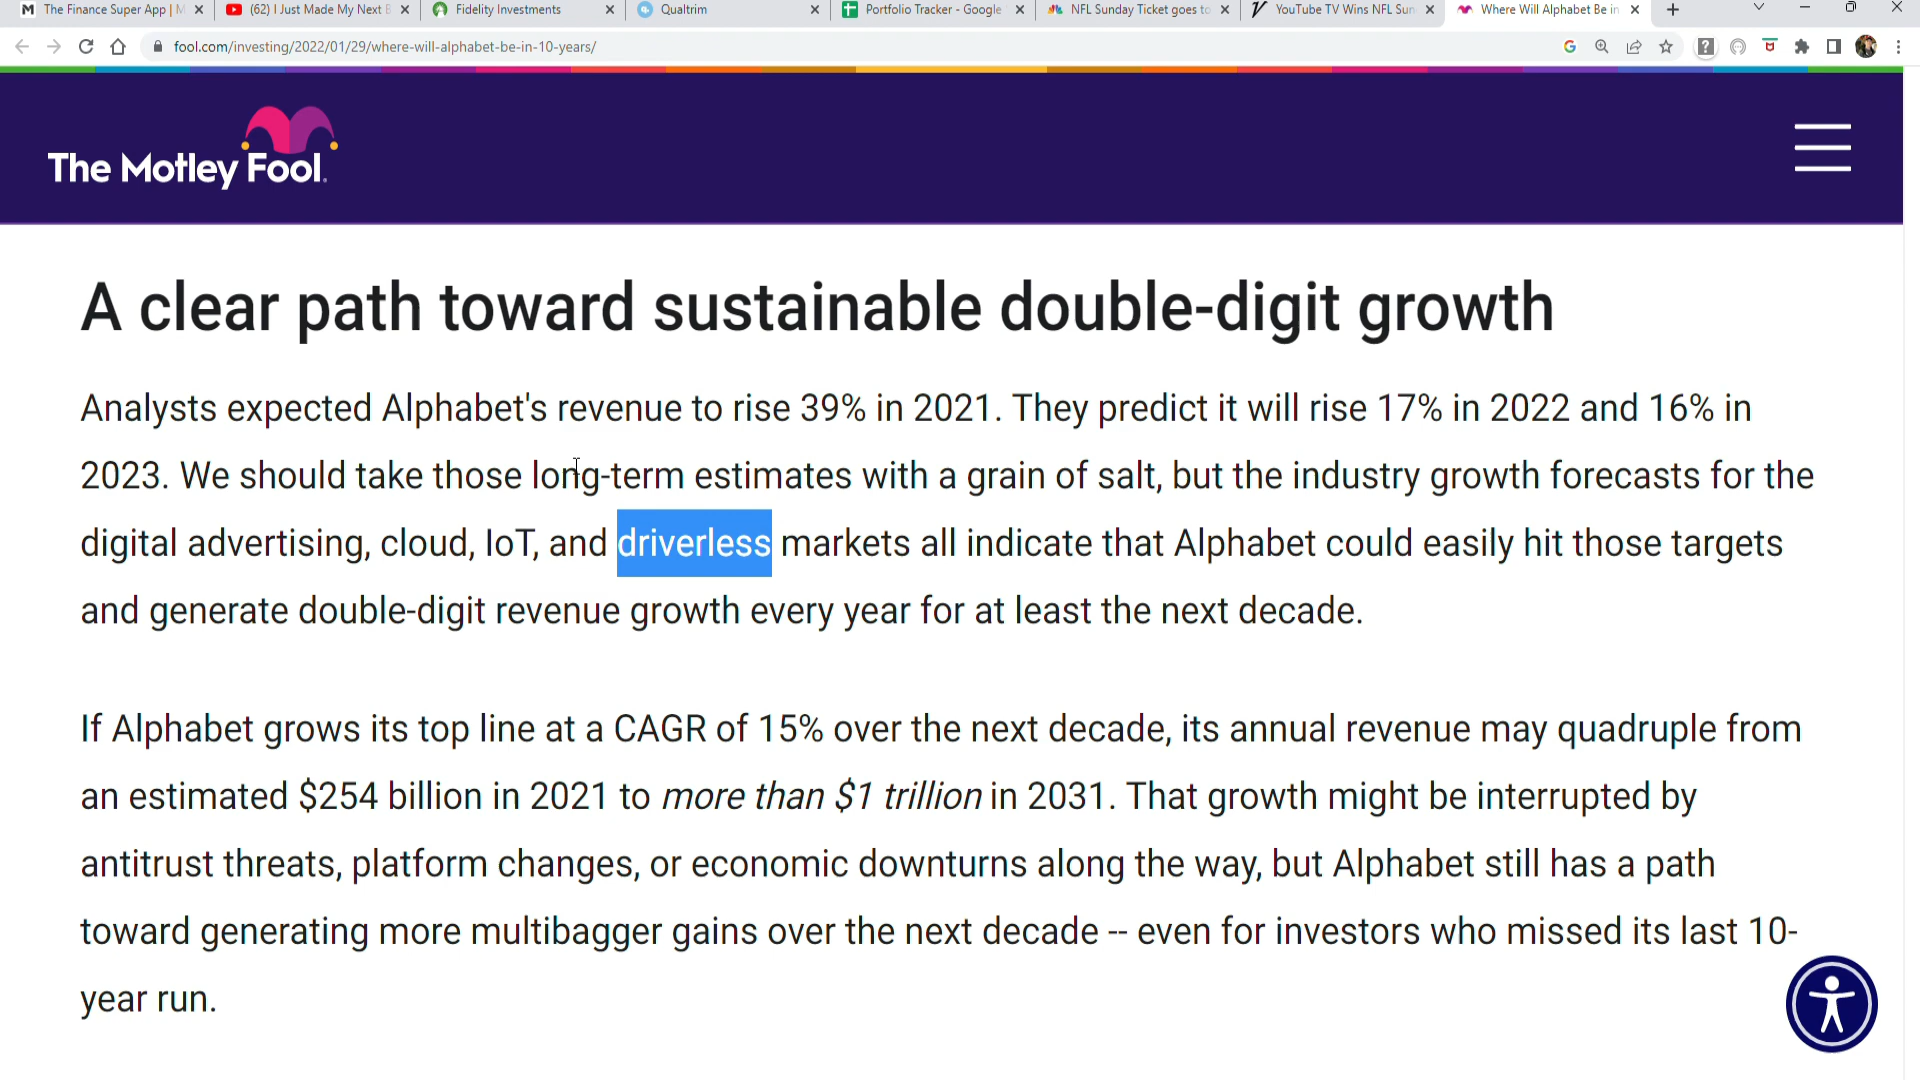 The Finance Super App | M
(62) I Just Made My Next B
Fidelity Investments
Qualtrim
Portfolio Tracker - Google
NFL Sunday Ticket goes to
YouTube TV Wins NFL Sun
Where Will Alphabet Be in
fool.com/investing/2022/01/29/where-will-alphabet-be-in-10-years/
The Motley Fool.
A clear path toward sustainable double-digit growth
Analysts expected Alphabet's revenue to rise 39% in 2021. They predict it will rise 17% in 2022 and 16% in
2023. We should take those long-term estimates with a grain of salt, but the industry growth forecasts for the
digital advertising, cloud, IoT, and driverless markets all indicate that Alphabet could easily hit those targets
and generate double-digit revenue growth every year for at least the next decade.
If Alphabet grows its top line at a CAGR of 15% over the next decade, its annual revenue may quadruple from
an estimated $254 billion in 2021 to more than $1 trillion in 2031. That growth might be interrupted by
antitrust threats, platform changes, or economic downturns along the way, but Alphabet still has a path
toward generating more multibagger gains over the next decade -- even for investors who missed its last 10-
year run.